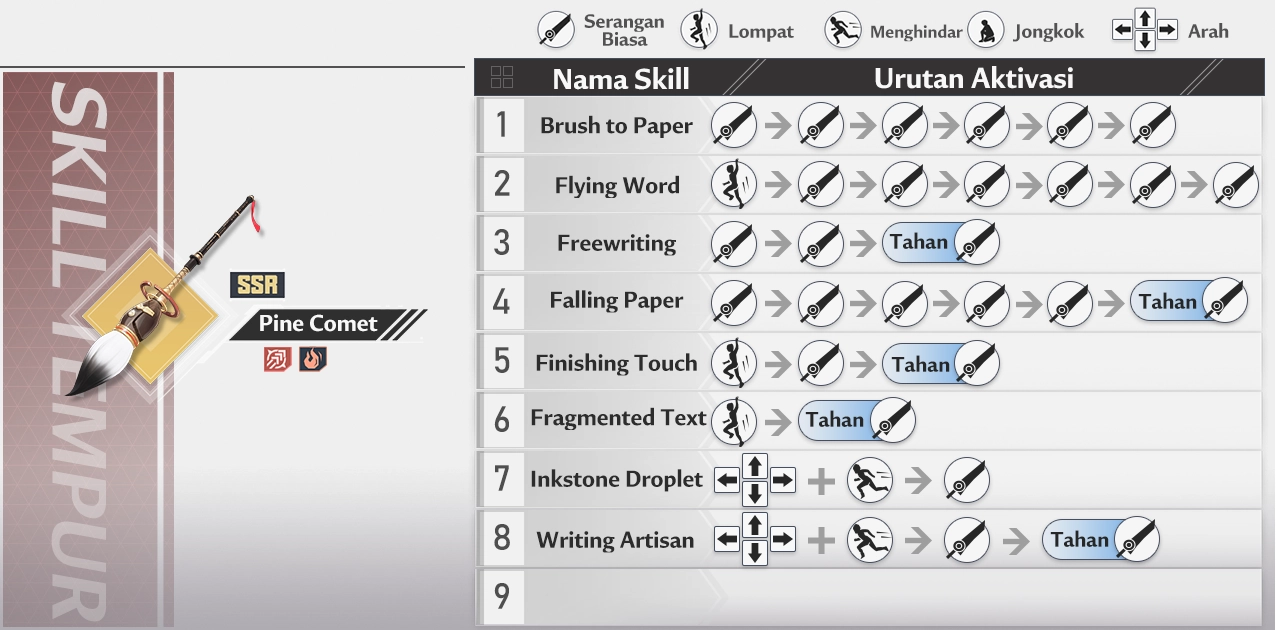 Serangan
Biasa
Lompat
Menghindar
Jongkok
Arah
SKILL TEMPUR
SSR
Pine Comet
Nama Skill
Urutan Aktivasi
1 Brush to Paper
2 Flying Word
3 Freewriting Tahan
4 Falling Paper Tahan
5 Finishing Touch Tahan
6 Fragmented Text Tahan
7 Inkstone Droplet
8 Writing Artisan Tahan
9